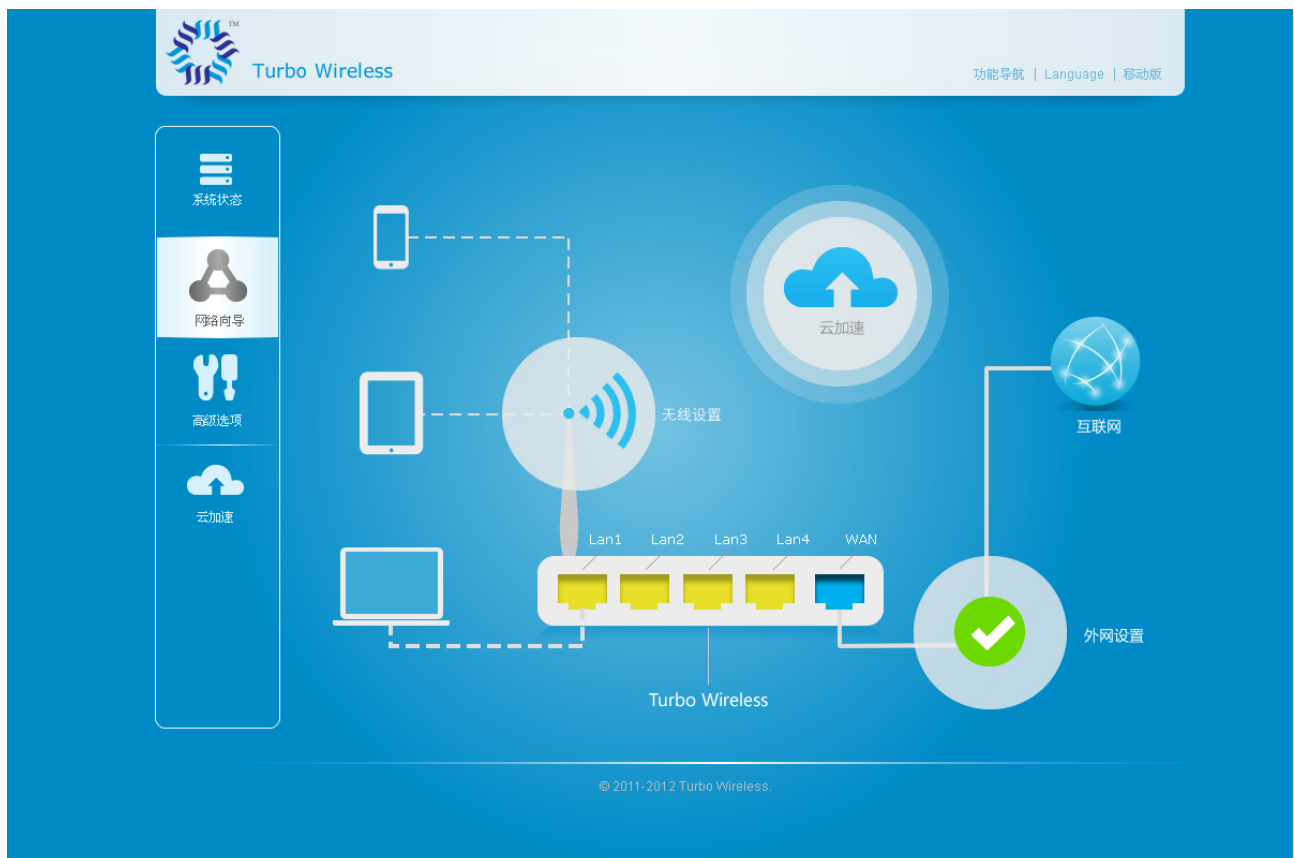 TM
Turbo Wireless
功能导航 | Language | 移动版
系统状态
网络向导
高级选项
云加速
云加速
无线设置
互联网
Lan1 Lan2 Lan3 Lan4 WAN
外网设置
Turbo Wireless
© 2011-2012 Turbo Wireless.